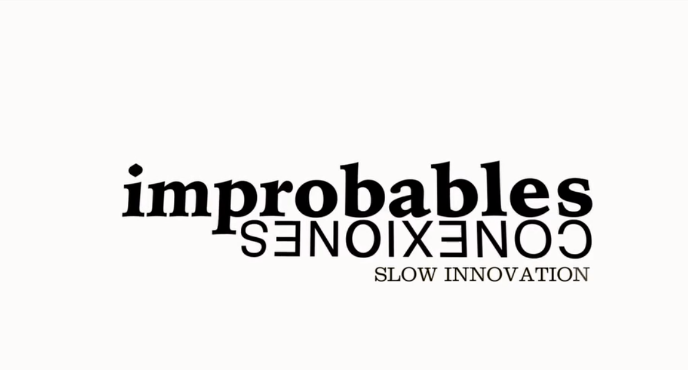 improbables
CONEXIONES
SLOW INNOVATION